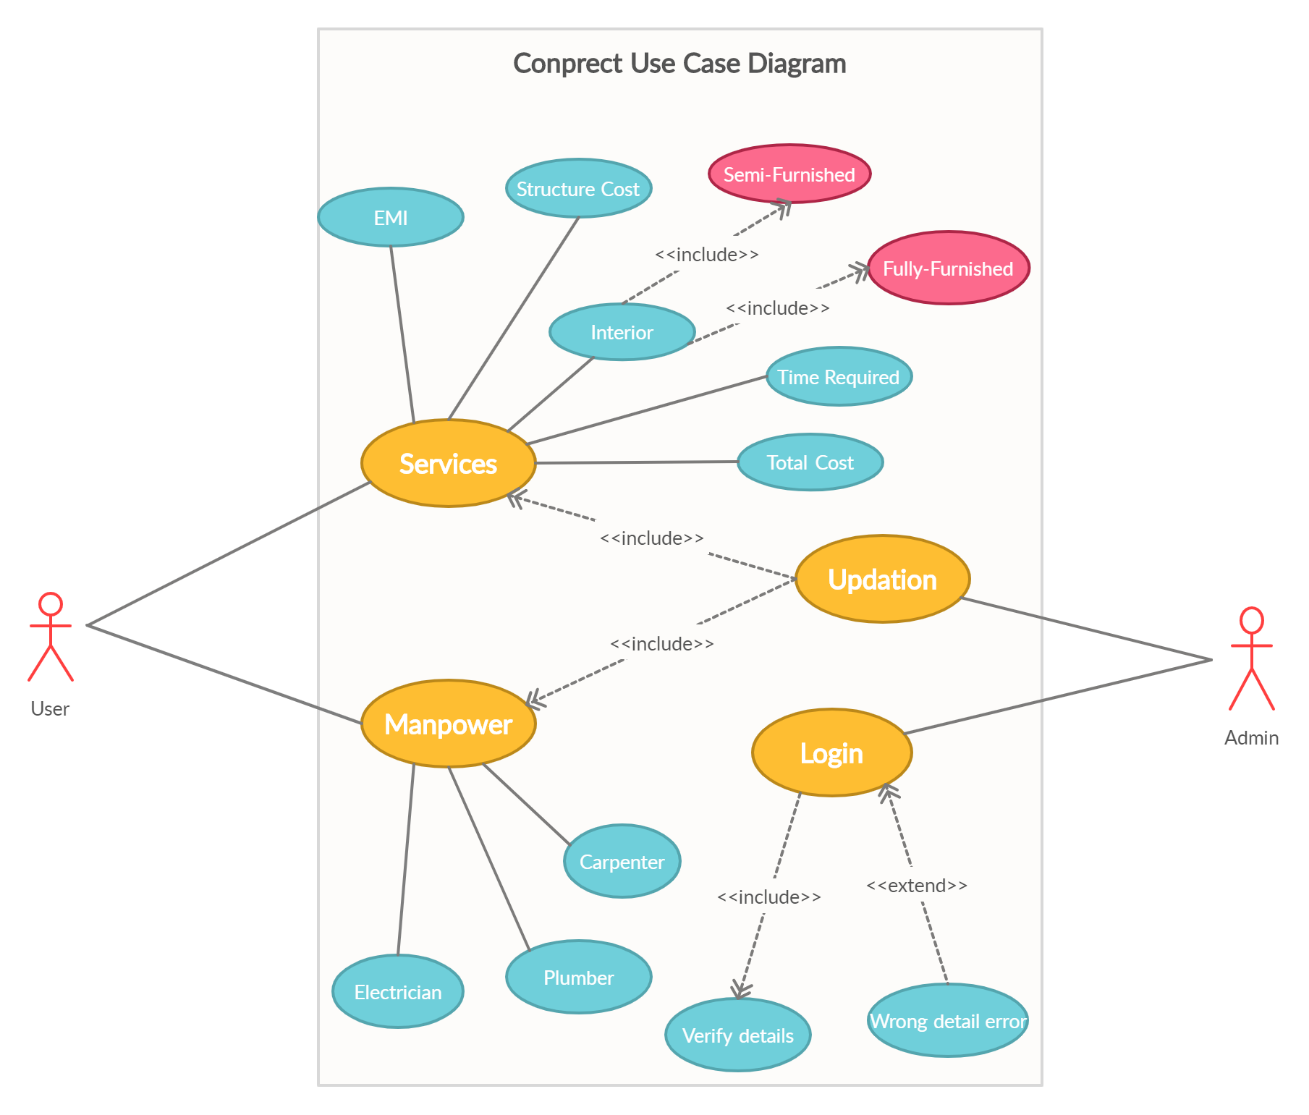 Conprect Use Case Diagram
Semi-Furnished
Structure Cost
EMI
<<include>>
Fully-Furnished
<<include>>
Interior
Time Required
Services
Total Cost
<<include>>
Updation
<<include>>
User
Manpower
Login
Admin
Carpenter
<<extend>>
<<include>>
Plumber
Electrician
Wrong detail error
Verify details